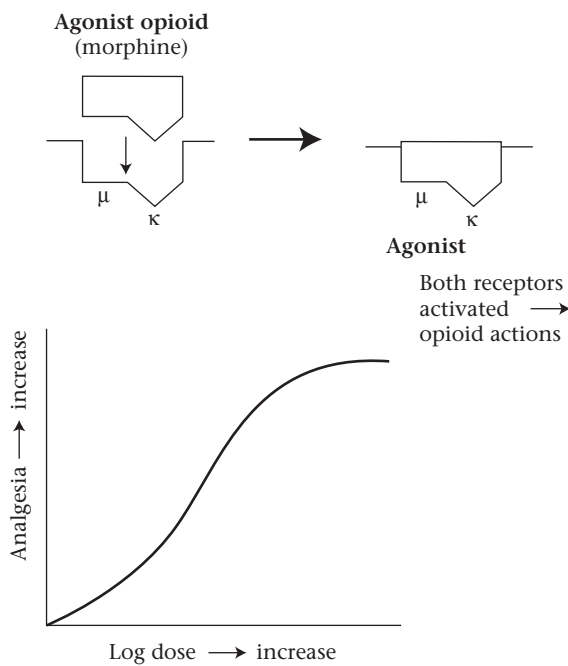 Agonist opioid
(morphine)
μ
κ
μ
κ
Agonist
Both receptors
activated →
opioid actions
Analgesia → increase
Log dose → increase